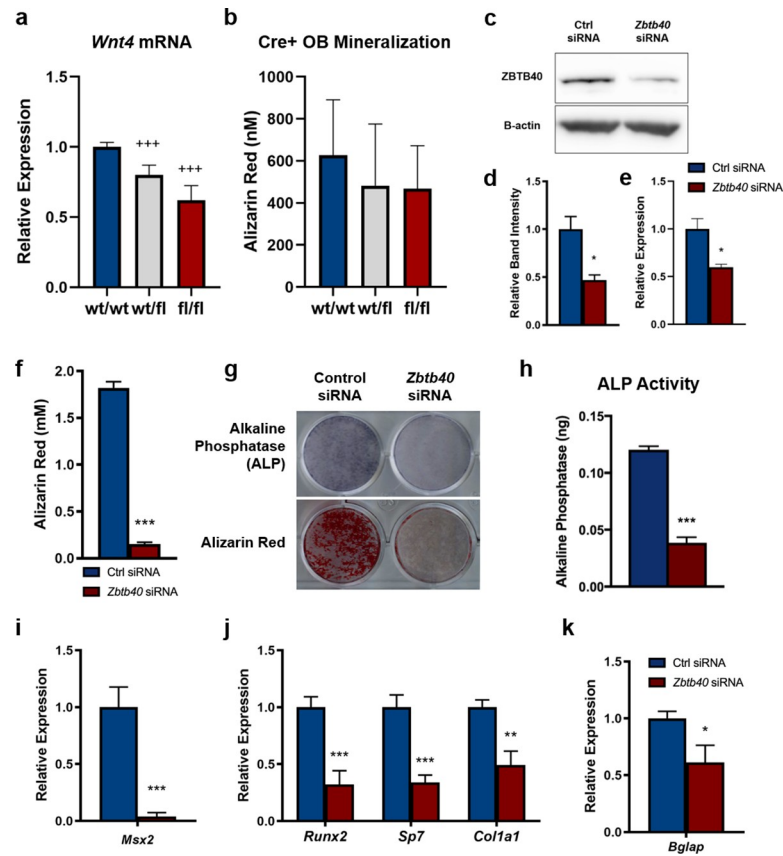 a
Wnt4 mRNA
Relative Expression
1.5
1.0
0.5
0.0
+++
+++
wt/wt wt/fl fl/fl
b
Cre+ OB Mineralization
Alizarin Red (nM)
1000
800
600
400
200
0
wt/wt wt/fl fl/fl
c
Ctrl siRNA
Zbtb40 siRNA
ZBTB40
B-actin
d
Relative Band Intensity
1.5
1.0
0.5
0.0
*
e
Ctrl siRNA
Zbtb40 siRNA
Relative Expression
1.5
1.0
0.5
0.0
*
f
Alizarin Red (mM)
2.0
1.5
1.0
0.5
0.0
***
Ctrl siRNA
Zbtb40 siRNA
g
Control siRNA
Zbtb40 siRNA
Alkaline
Phosphatase
(ALP)
Alizarin Red
h
ALP Activity
Alkaline Phosphatase (ng)
0.15
0.10
0.05
0.00
***
i
Relative Expression
1.5
1.0
0.5
0.0
***
Msx2
j
Relative Expression
1.5
1.0
0.5
0.0
***
***
**
Runx2 Sp7 Col1a1
k
Ctrl siRNA
Zbtb40 siRNA
Relative Expression
1.5
1.0
0.5
0.0
*
Bglap